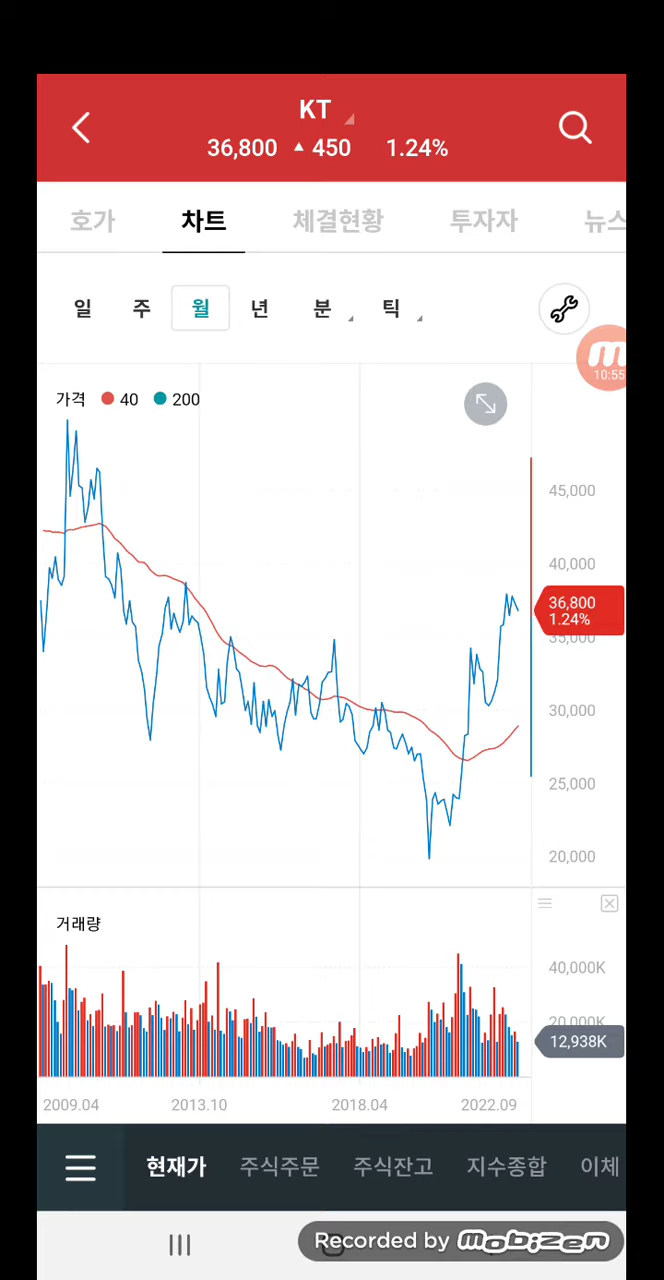 KT
36,800 ▲ 450 1.24%
호가 차트 체결현황 투자자 뉴스
일 주 월 년 분 틱
10:55
가격 40 200
45,000
40,000
36,800
1.24%
35,000
30,000
25,000
20,000
거래량
40,000K
20,000K
12,938K
2009.04 2013.10 2018.04 2022.09
현재가 주식주문 주식잔고 지수종합 이체
Recorded by mobizen